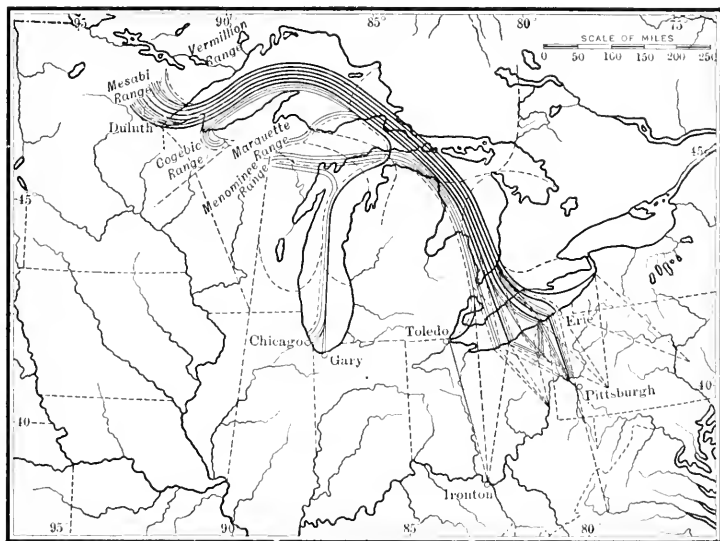 95
90
85
80
75
SCALE OF MILES
0 50 100 150 200 250
Vermillion
Range
Mesabi
Range
Duluth
Gogebic
Range
Marquette
Range
Menominee
Range
45
45
Chicago
Gary
Toledo
Erie
Pittsburgh
40
40
Ironton
95
90
85
80